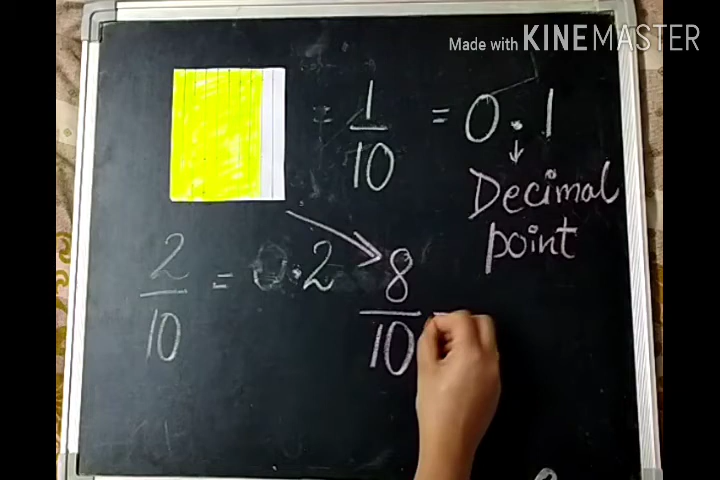 Made with KINEMASTER
= 1/10 = 0.1
Decimal
point
2/10 = 0.2 8/10